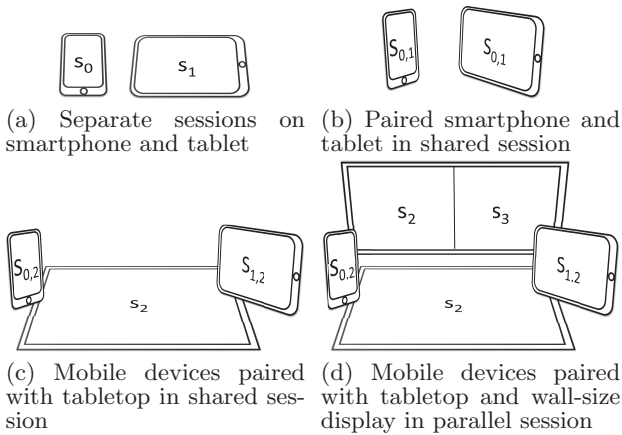 s0
s1
S0,1
S0,1
(a) Separate sessions on
smartphone and tablet
(b) Paired smartphone and
tablet in shared session
S0,2
S1,2
s2
s2
s3
S0.2
S1.2
s2
(c) Mobile devices paired
with tabletop in shared ses-
sion
(d) Mobile devices paired
with tabletop and wall-size
display in parallel session